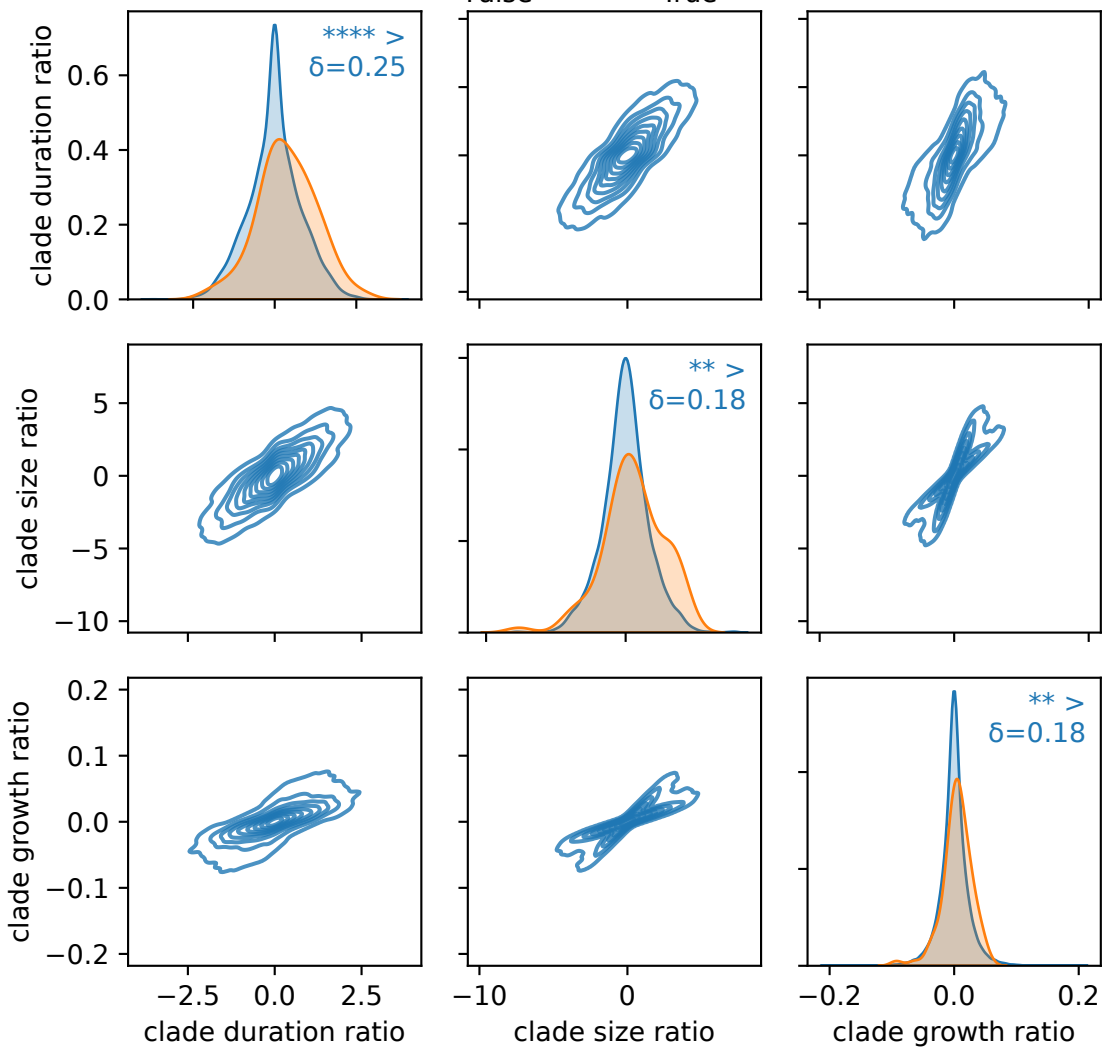 clade duration ratio
0.6
0.4
0.2
0.0
**** >
δ=0.25
clade size ratio
5
0
−5
−10
** >
δ=0.18
clade growth ratio
0.2
0.1
0.0
−0.1
−0.2
** >
δ=0.18
−2.5 0.0 2.5
−10 0
−0.2 0.0 0.2
clade duration ratio
clade size ratio
clade growth ratio